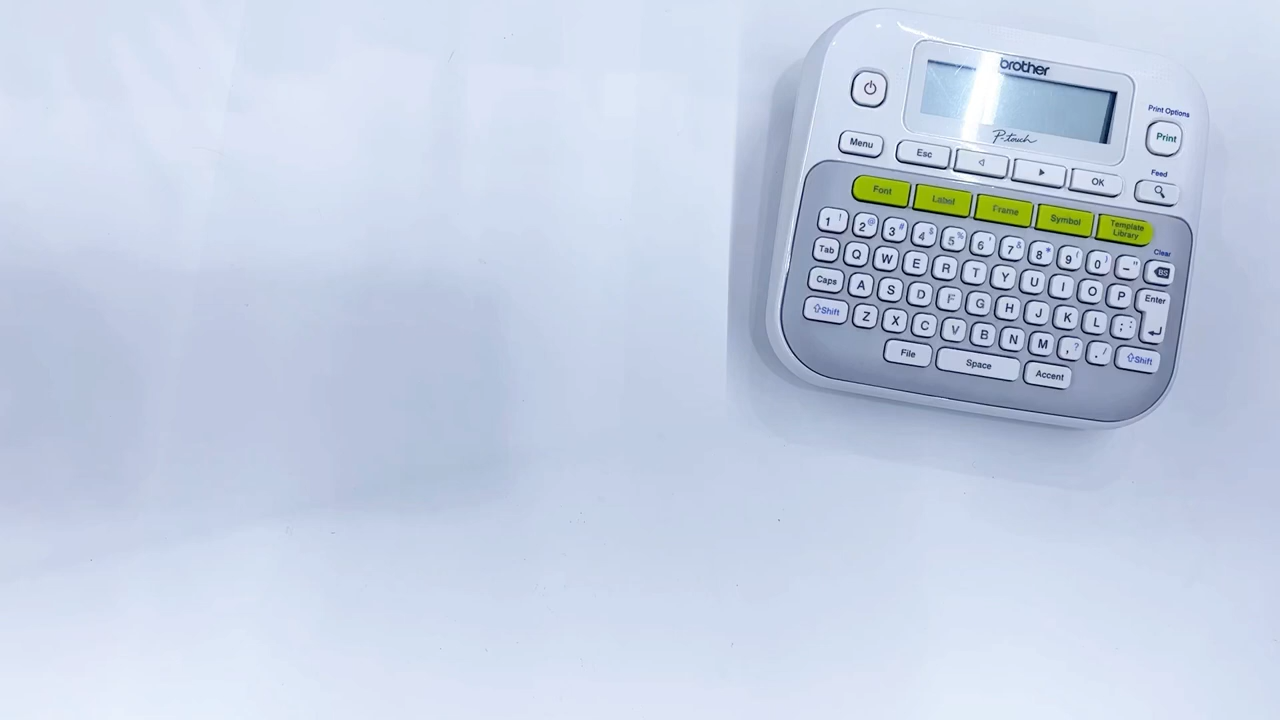 brother
P-touch
Print Options
Print
Menu
Esc
OK
Feed
Font
Label
Frame
Symbol
Template
Library
1 ! 2 @ 3 # 4 $ 5 % 6 ' 7 & 8 * 9 ( 0 ) - "
Clear
BS
Tab Q W E R T Y U I O P
Enter
Caps A S D F G H J K L ; :
Shift Z X C V B N M , ? . / Shift
File Space Accent